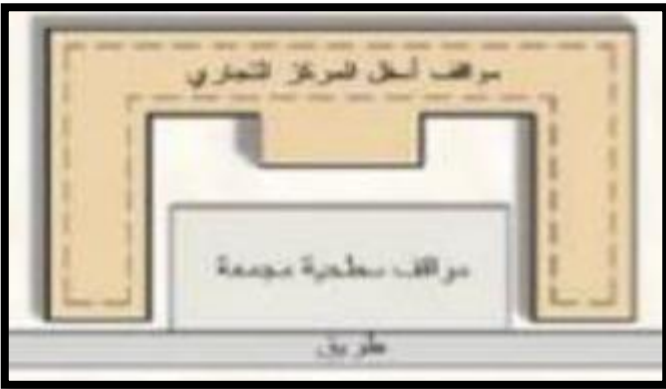 مواقف أسفل المركز التجاري
مواقف سطحية مجمعة
طريق